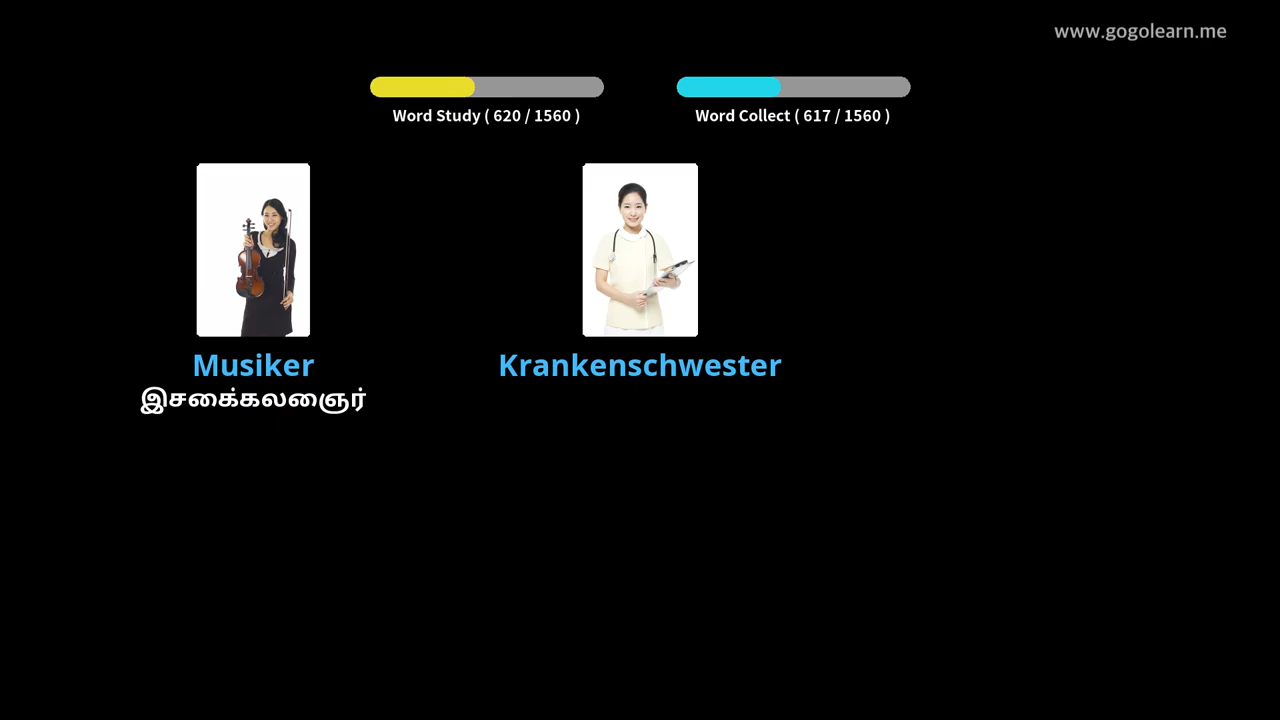 www.gogolearn.me
Word Study ( 620 / 1560 )
Word Collect ( 617 / 1560 )
Musiker
இசைக்கலைஞர்
Krankenschwester